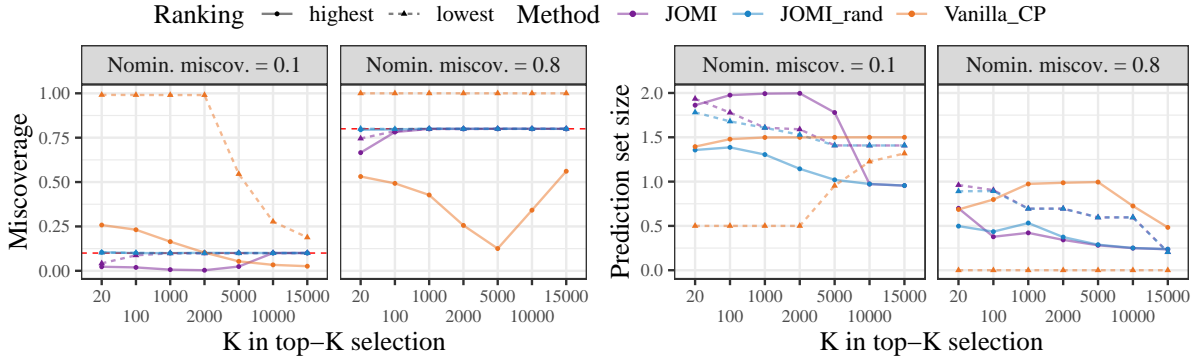 Ranking highest lowest Method JOMI JOMI_rand Vanilla_CP
Nomin. miscov. = 0.1 Nomin. miscov. = 0.8
Miscoverage
1.00
0.75
0.50
0.25
0.00
20 1000 5000 15000 20 1000 5000 15000
100 2000 10000 100 2000 10000
K in top−K selection
Nomin. miscov. = 0.1 Nomin. miscov. = 0.8
Prediction set size
2.0
1.5
1.0
0.5
0.0
20 1000 5000 15000 20 1000 5000 15000
100 2000 10000 100 2000 10000
K in top−K selection